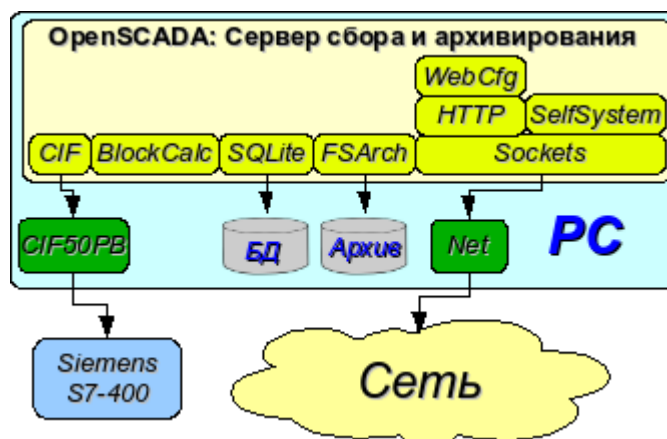 OpenSCADA: Сервер сбора и архивирования
WebCfg
HTTP
SelfSystem
CIF
BlockCalc
SQLite
FSArch
Sockets
CIF50PB
БД
Архив
Net
PC
Siemens
S7-400
Сеть